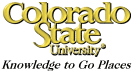 Colorado
State
University
Knowledge to Go Places